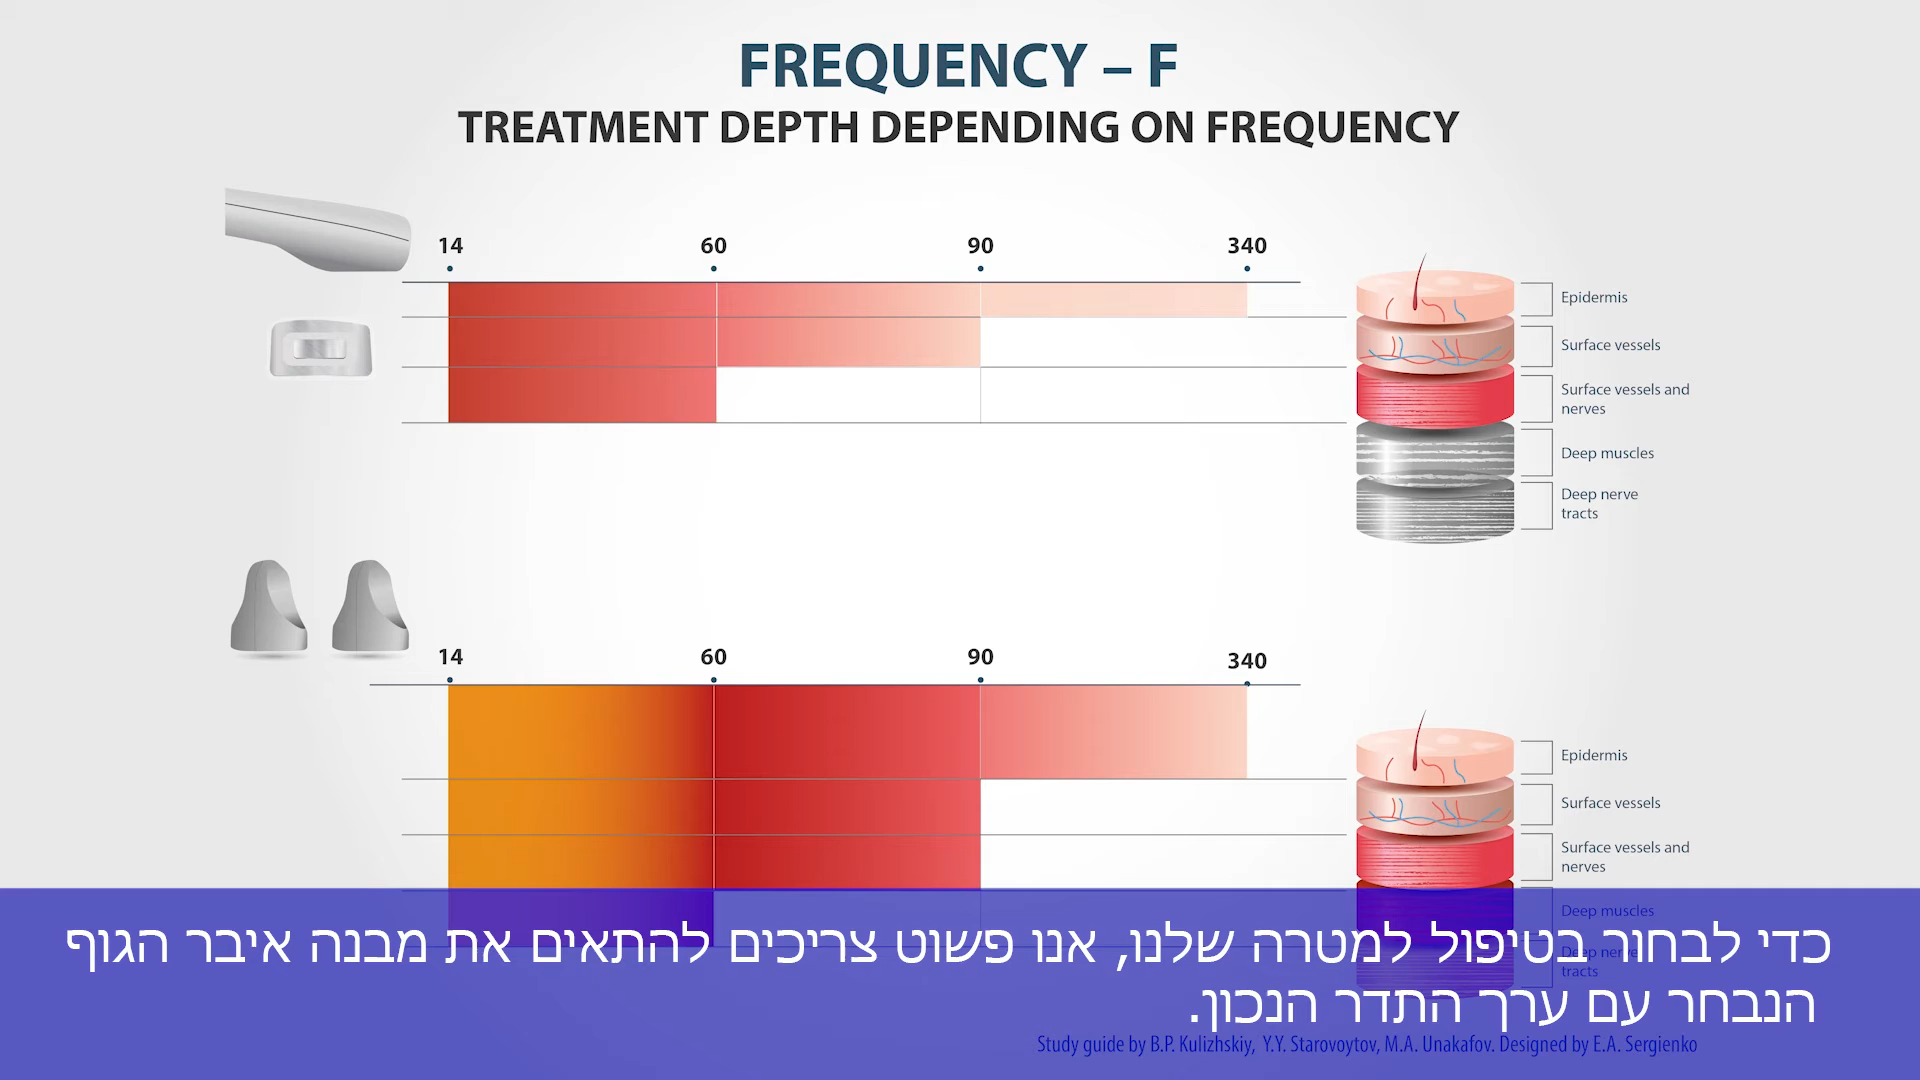 FREQUENCY – F
TREATMENT DEPTH DEPENDING ON FREQUENCY
14 60 90 340
Epidermis
Surface vessels
Surface vessels and
nerves
Deep muscles
Deep nerve
tracts
14 60 90 340
Epidermis
Surface vessels
Surface vessels and
nerves
Deep muscles
Deep nerve
tracts
כדי לבחור בטיפול למטרה שלנו, אנו פשוט צריכים להתאים את מבנה איבר הגוף
הנבחר עם ערך התדר הנכון.
Study guide by B.P. Kulizhskiy, Y.Y. Starovoytov, M.A. Unakafov. Designed by E.A. Sergienko